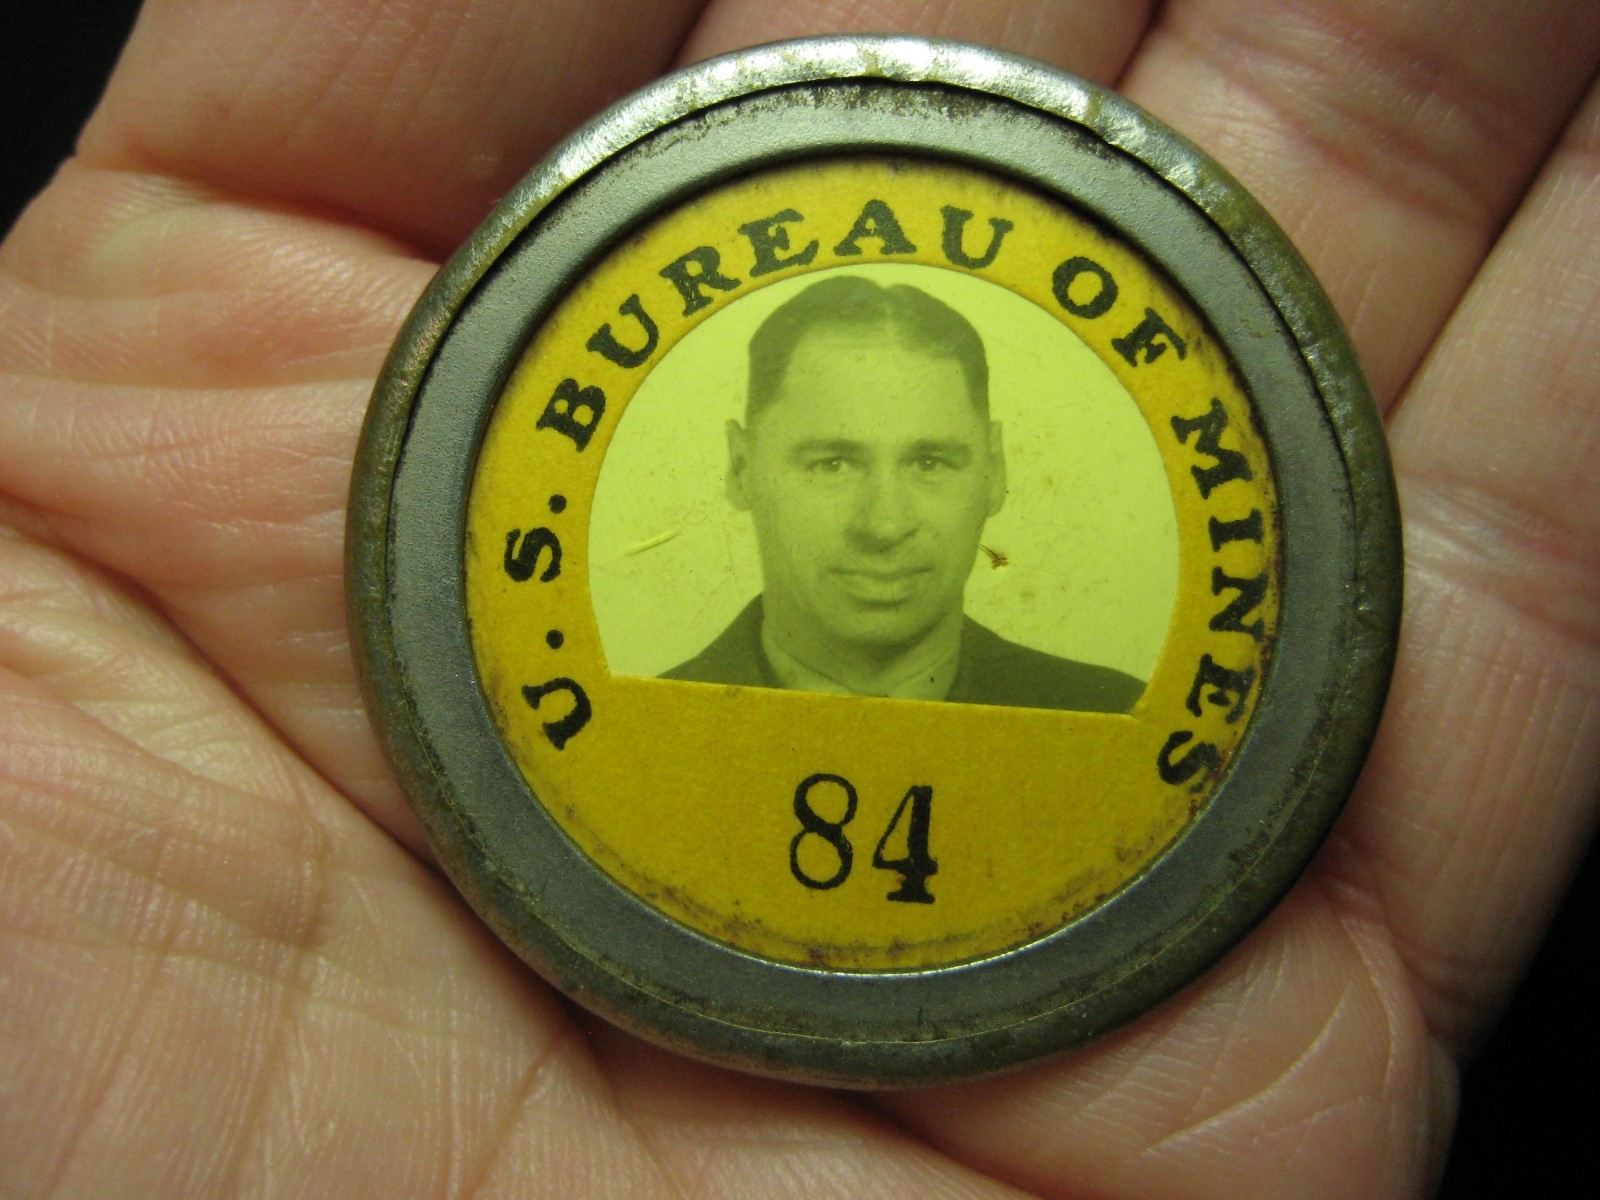 U.S. BUREAU OF MINES
84